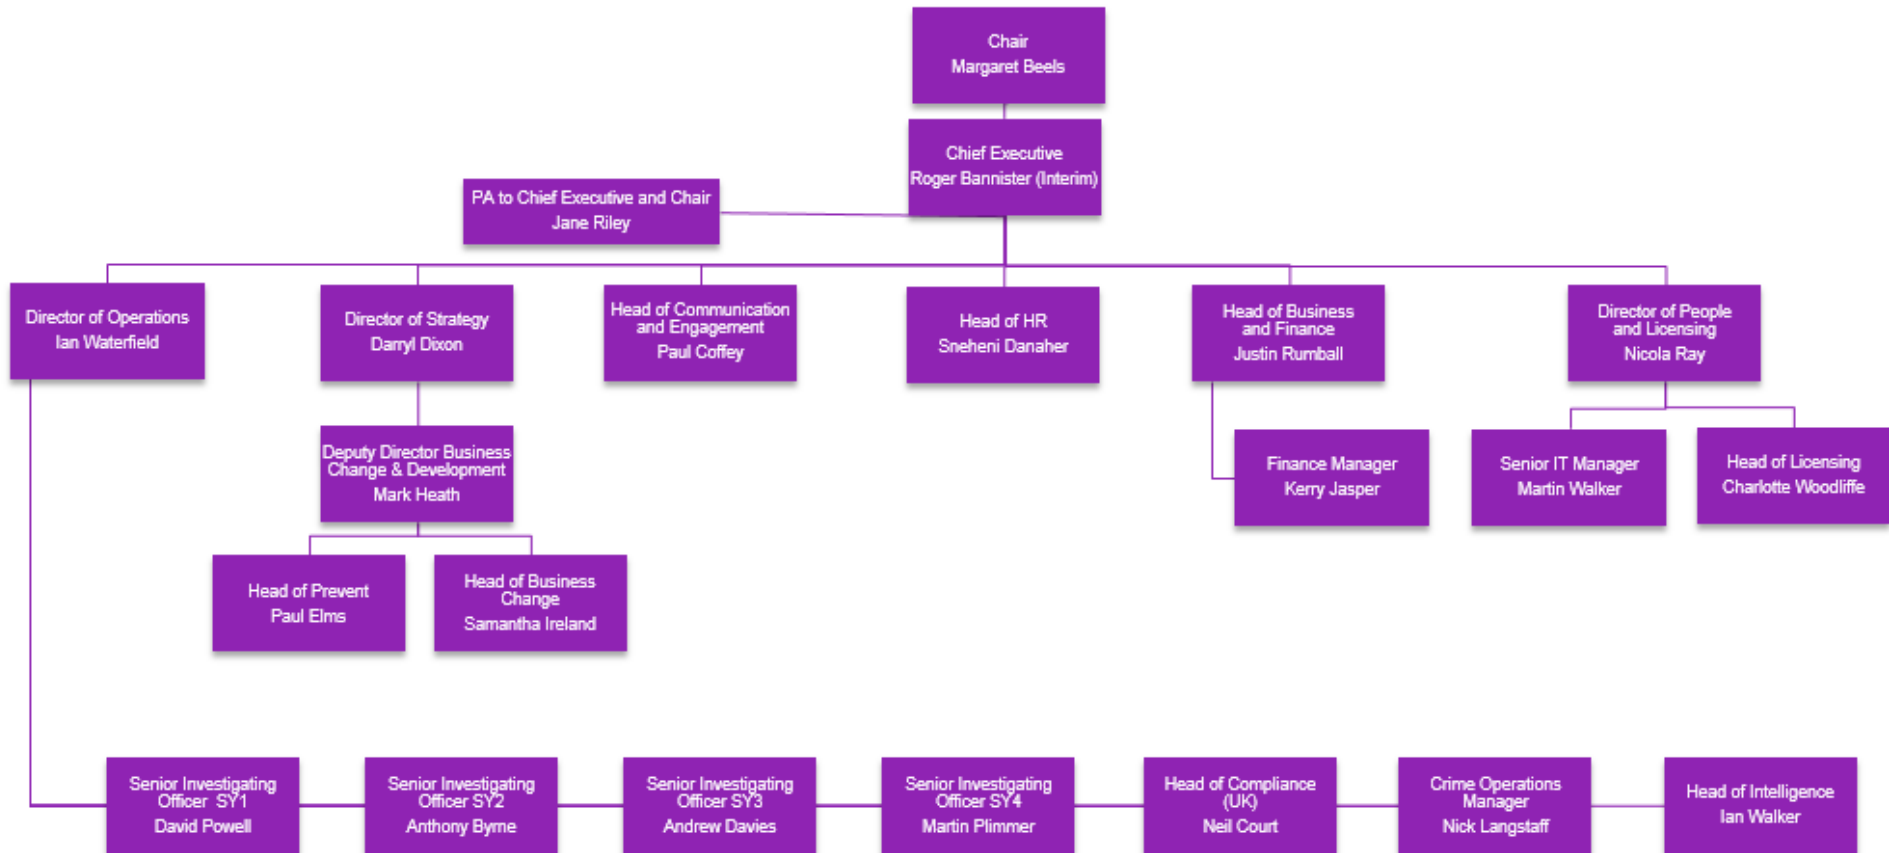 Chair
Margaret Beels
Chief Executive
Roger Bannister (Interim)
PA to Chief Executive and Chair
Jane Riley
Director of Operations
Ian Waterfield
Director of Strategy
Darryl Dixon
Head of Communication
and Engagement
Paul Coffey
Head of HR
Sneheni Danaher
Head of Business
and Finance
Justin Rumball
Director of People
and Licensing
Nicola Ray
Deputy Director Business
Change & Development
Mark Heath
Finance Manager
Kerry Jasper
Senior IT Manager
Martin Walker
Head of Licensing
Charlotte Woodliffe
Head of Prevent
Paul Elms
Head of Business
Change
Samantha Ireland
Senior Investigating
Officer SY1
David Powell
Senior Investigating
Officer SY2
Anthony Byrne
Senior Investigating
Officer SY3
Andrew Davies
Senior Investigating
Officer SY4
Martin Plimmer
Head of Compliance
(UK)
Neil Court
Crime Operations
Manager
Nick Langstaff
Head of Intelligence
Ian Walker